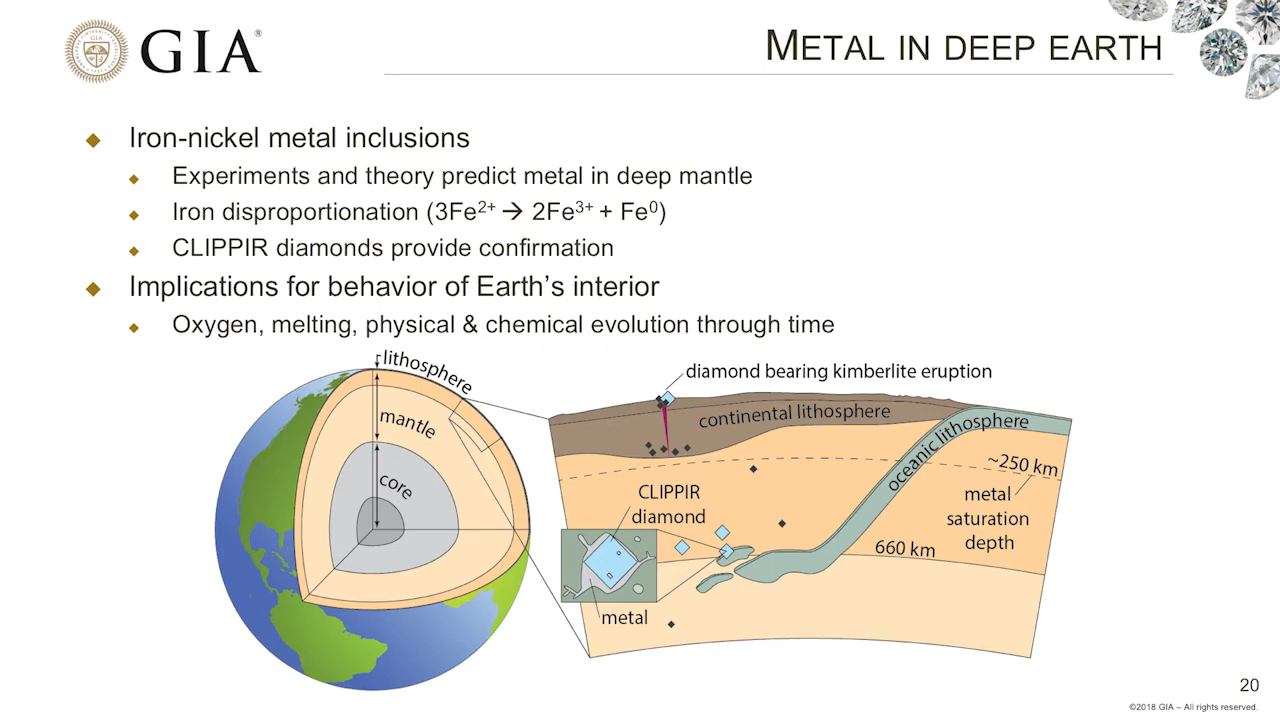 GIA®
METAL IN DEEP EARTH
Iron-nickel metal inclusions
Experiments and theory predict metal in deep mantle
Iron disproportionation (3Fe²⁺ → 2Fe³⁺ + Fe⁰)
CLIPPIR diamonds provide confirmation
Implications for behavior of Earth's interior
Oxygen, melting, physical & chemical evolution through time
lithosphere
mantle
core
diamond bearing kimberlite eruption
continental lithosphere
oceanic lithosphere
~250 km
metal
saturation
depth
CLIPPIR
diamond
660 km
metal
20
©2018 GIA – All rights reserved.